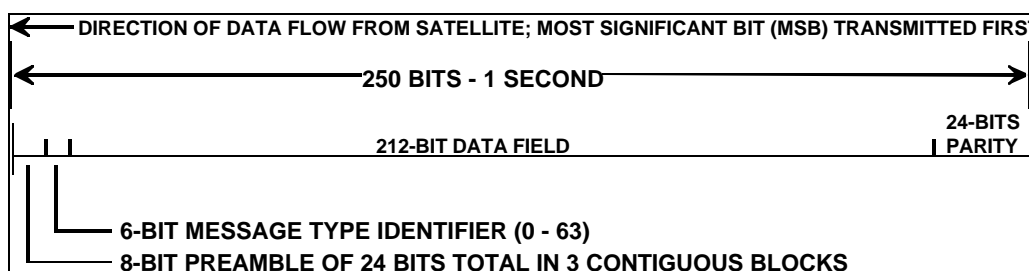 DIRECTION OF DATA FLOW FROM SATELLITE; MOST SIGNIFICANT BIT (MSB) TRANSMITTED FIRS
250 BITS - 1 SECOND
24-BITS
212-BIT DATA FIELD PARITY
6-BIT MESSAGE TYPE IDENTIFIER (0 - 63)
8-BIT PREAMBLE OF 24 BITS TOTAL IN 3 CONTIGUOUS BLOCKS